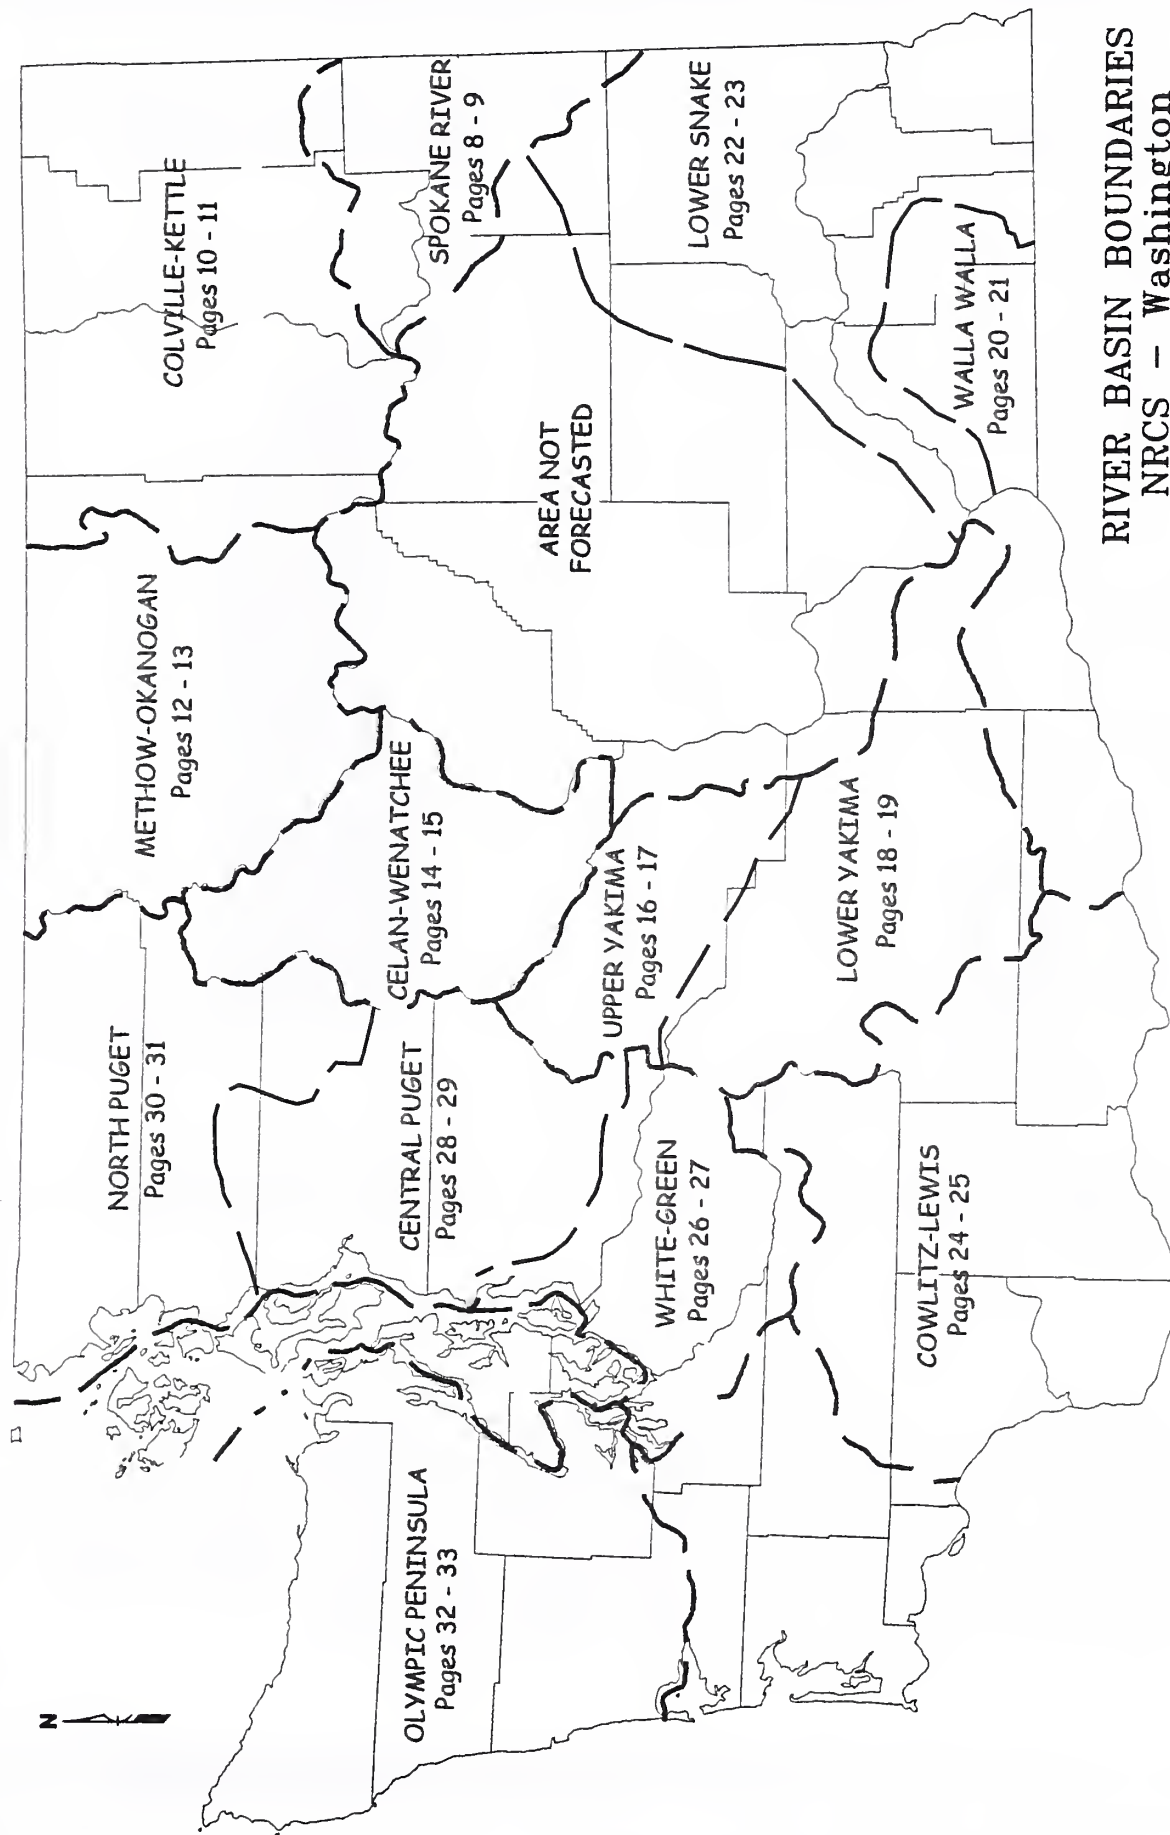 N
OLYMPIC PENINSULA
Pages 32 - 33
NORTH PUGET
Pages 30 - 31
CENTRAL PUGET
Pages 28 - 29
WHITE-GREEN
Pages 26 - 27
COWLITZ-LEWIS
Pages 24 - 25
METHOW-OKANOGAN
Pages 12 - 13
CELAN-WENATCHEE
Pages 14 - 15
UPPER YAKIMA
Pages 16 - 17
LOWER YAKIMA
Pages 18 - 19
COLVILLE-KETTLE
Pages 10 - 11
AREA NOT
FORECASTED
SPOKANE RIVER
Pages 8 - 9
LOWER SNAKE
Pages 22 - 23
WALLA WALLA
Pages 20 - 21
RIVER BASIN BOUNDARIES
NRCS - Washington